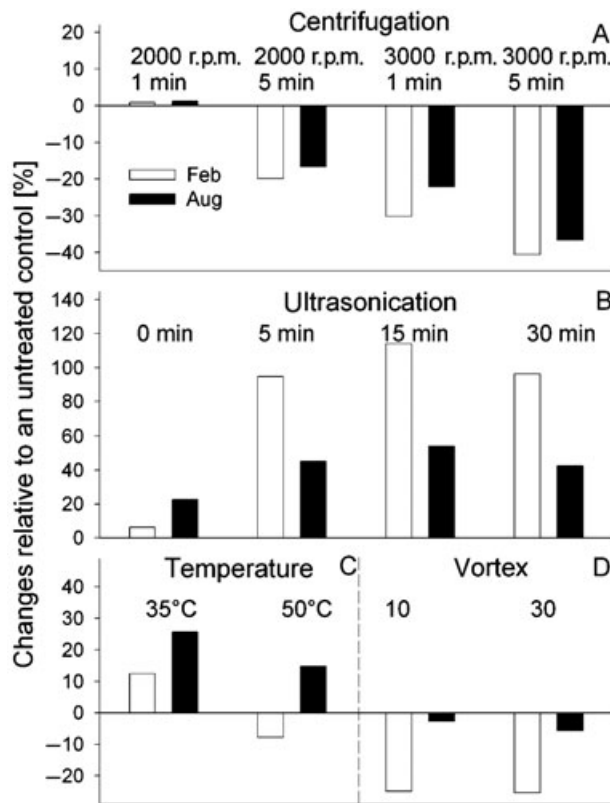 Changes relative to an untreated control [%]
Centrifugation
A
2000 r.p.m. 2000 r.p.m. 3000 r.p.m. 3000 r.p.m.
1 min 5 min 1 min 5 min
20
10
0
−10
−20
−30
−40
Feb
Aug
Ultrasonication
B
0 min 5 min 15 min 30 min
140
120
100
80
60
40
20
0
Temperature
C
Vortex
D
35°C 50°C 10 30
40
30
20
10
0
−10
−20